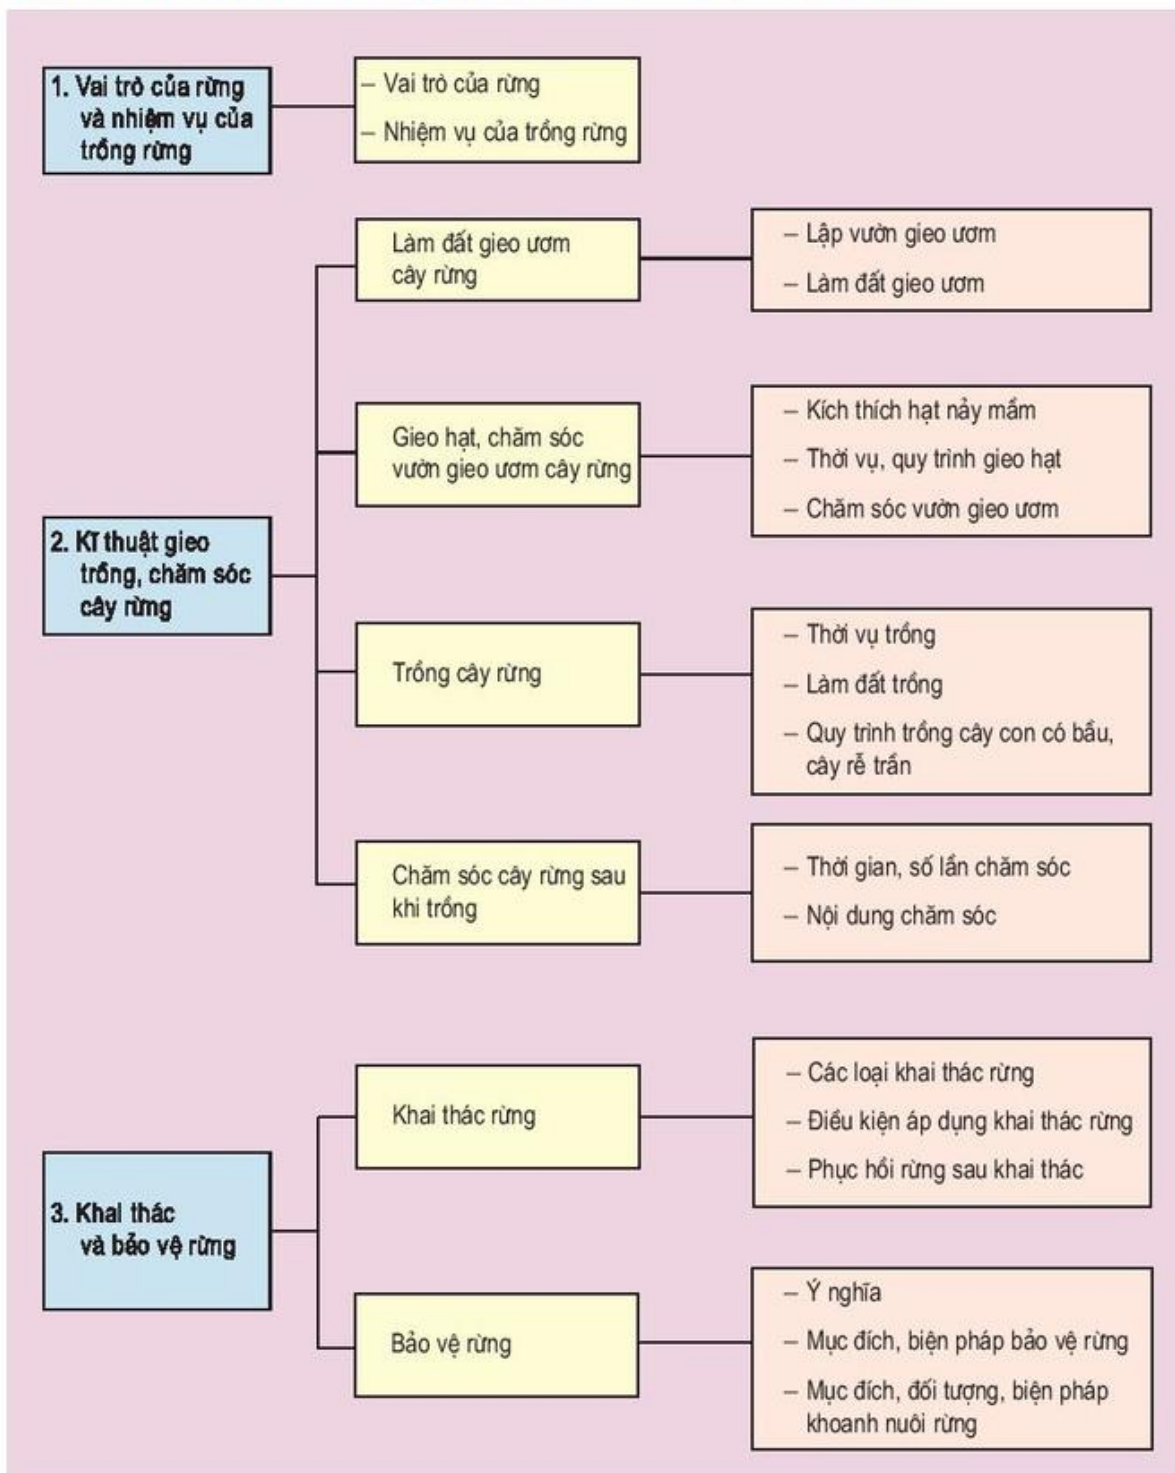 1. Vai trò của rừng
và nhiệm vụ của
trồng rừng
– Vai trò của rừng
– Nhiệm vụ của trồng rừng
2. Kĩ thuật gieo
trồng, chăm sóc
cây rừng
Làm đất gieo ươm
cây rừng
– Lập vườn gieo ươm
– Làm đất gieo ươm
Gieo hạt, chăm sóc
vườn gieo ươm cây rừng
– Kích thích hạt nảy mầm
– Thời vụ, quy trình gieo hạt
– Chăm sóc vườn gieo ươm
Trồng cây rừng
– Thời vụ trồng
– Làm đất trồng
– Quy trình trồng cây con có bầu,
cây rễ trần
Chăm sóc cây rừng sau
khi trồng
– Thời gian, số lần chăm sóc
– Nội dung chăm sóc
3. Khai thác
và bảo vệ rừng
Khai thác rừng
– Các loại khai thác rừng
– Điều kiện áp dụng khai thác rừng
– Phục hồi rừng sau khai thác
Bảo vệ rừng
– Ý nghĩa
– Mục đích, biện pháp bảo vệ rừng
– Mục đích, đối tượng, biện pháp
khoanh nuôi rừng